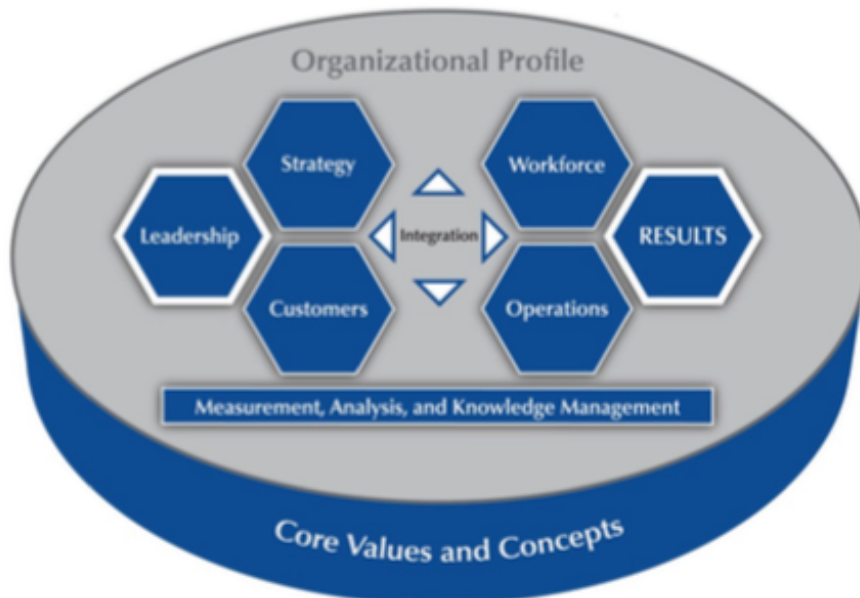 Organizational Profile
Strategy
Workforce
Leadership
Integration
RESULTS
Customers
Operations
Measurement, Analysis, and Knowledge Management
Core Values and Concepts